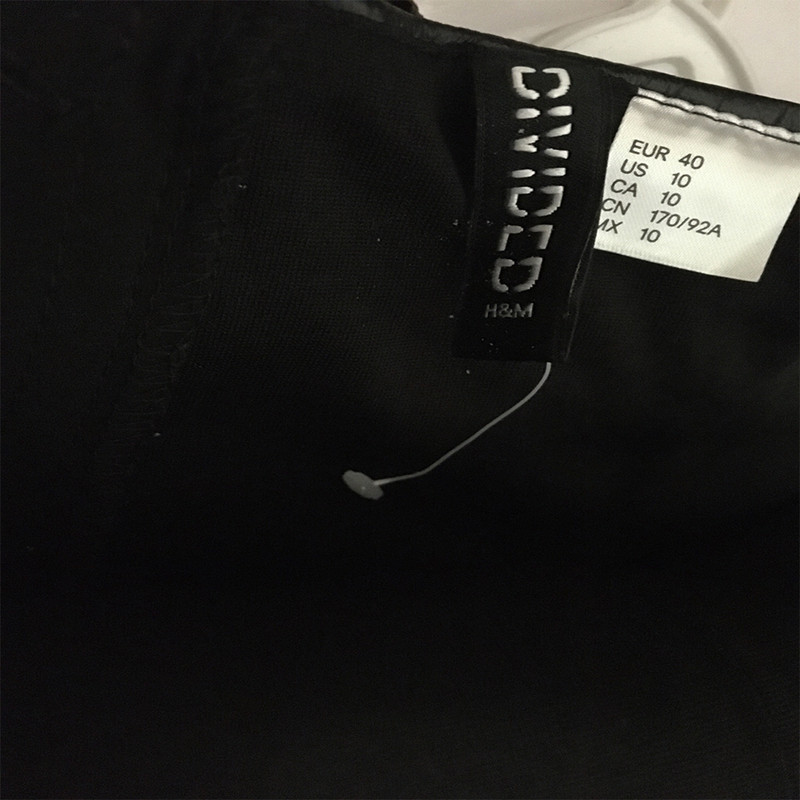 DIVIDED
H&M
EUR 40
US 10
CA 10
CN 170/92A
MX 10